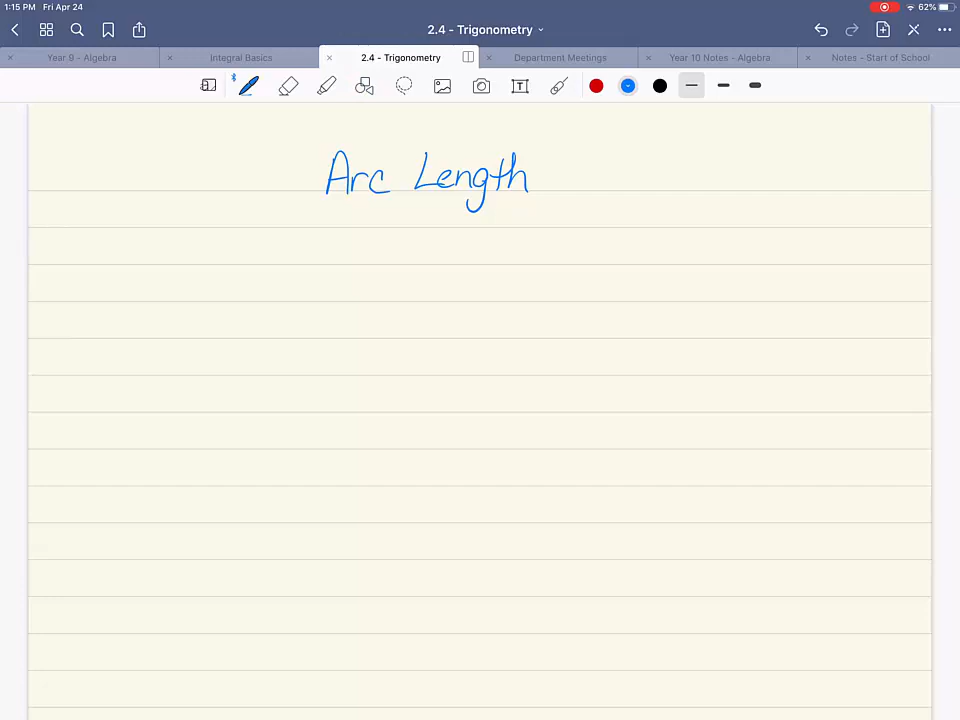 1:15 PM Fri Apr 24
62%
2.4 - Trigonometry
Year 9 - Algebra
Integral Basics
2.4 - Trigonometry
Department Meetings
Year 10 Notes - Algebra
Notes - Start of School
T
Arc Length